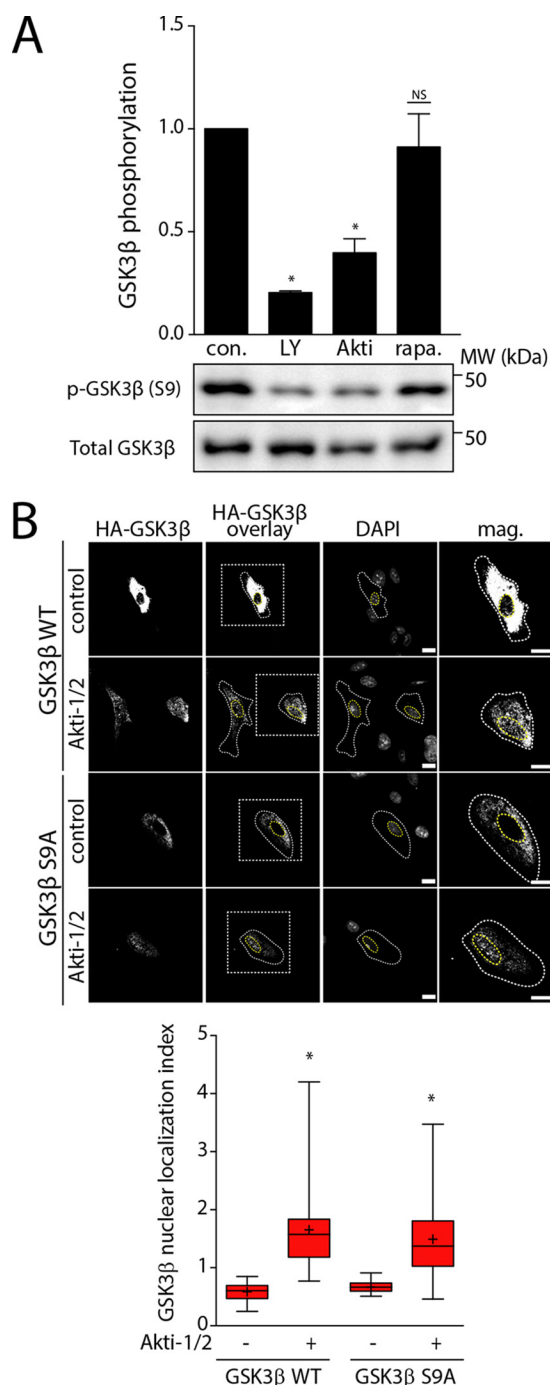 A
GSK3β phosphorylation
1.5
1.0
0.5
0.0
*
*
NS
con. LY Akti rapa.
MW (kDa)
p-GSK3β (S9)
50
Total GSK3β
50
B
HA-GSK3β
HA-GSK3β overlay
DAPI
mag.
GSK3β WT
control
Akti-1/2
GSK3β S9A
control
Akti-1/2
GSK3β nuclear localization index
5
4
3
2
1
0
*
*
+ + + +
Akti-1/2 - + - +
GSK3β WT GSK3β S9A